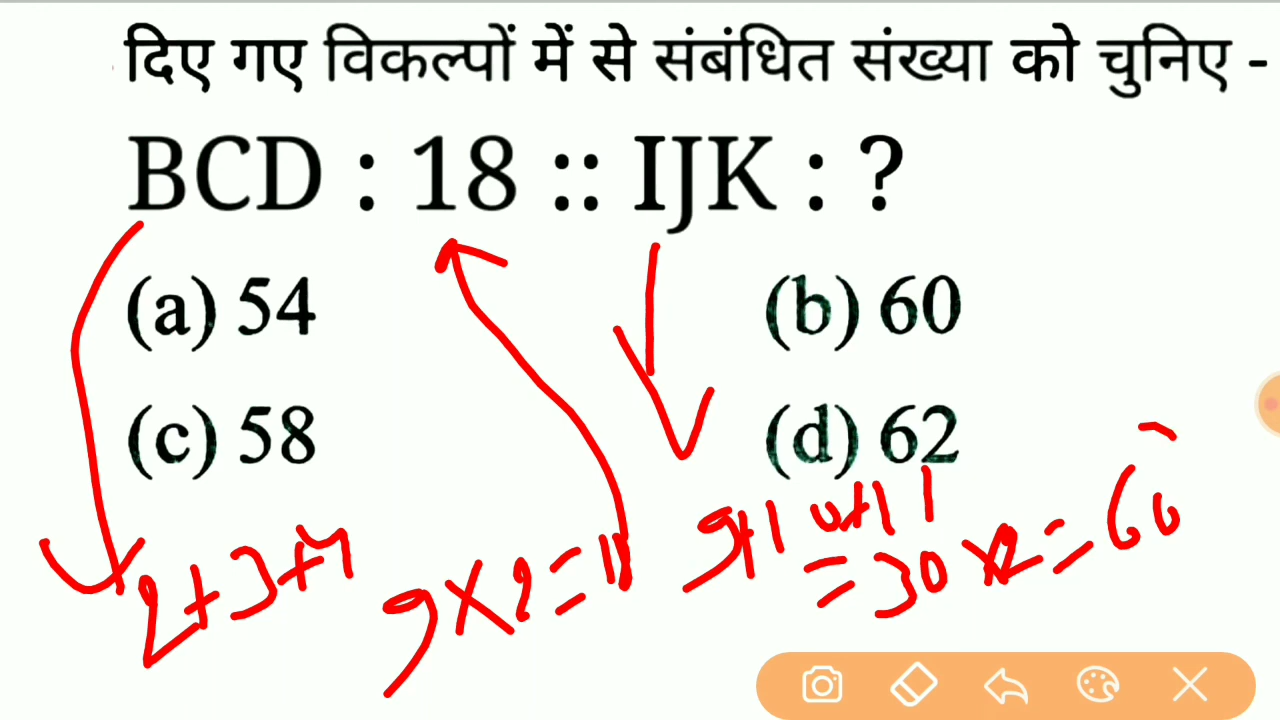 दिए गए विकल्पों में से संबंधित संख्या को चुनिए -
BCD : 18 :: IJK : ?
(a) 54 (b) 60
(c) 58 (d) 62
2+3+4 9×2=18 9+10+11
=30×2=60